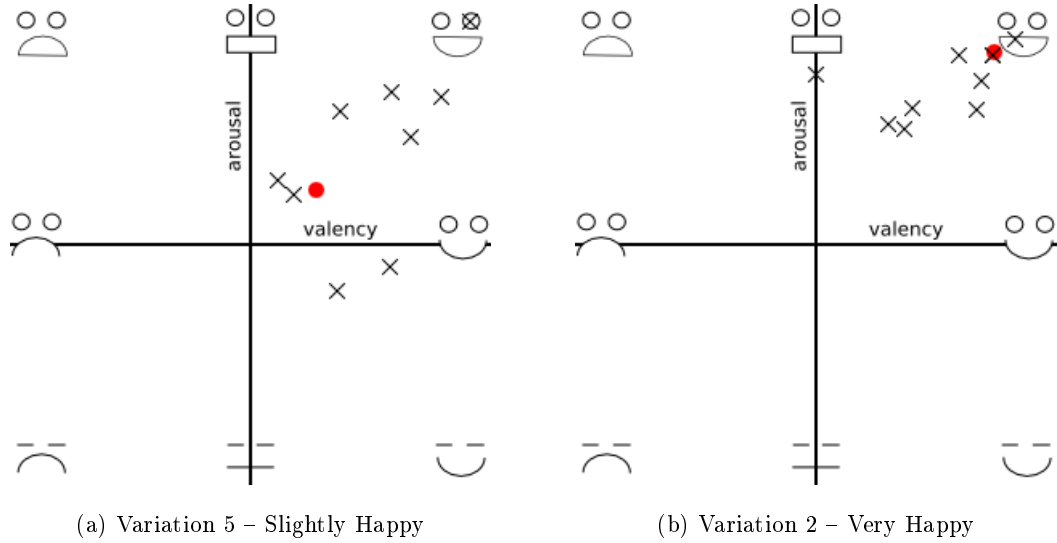 arousal
valency
(a) Variation 5 – Slightly Happy
arousal
valency
(b) Variation 2 – Very Happy